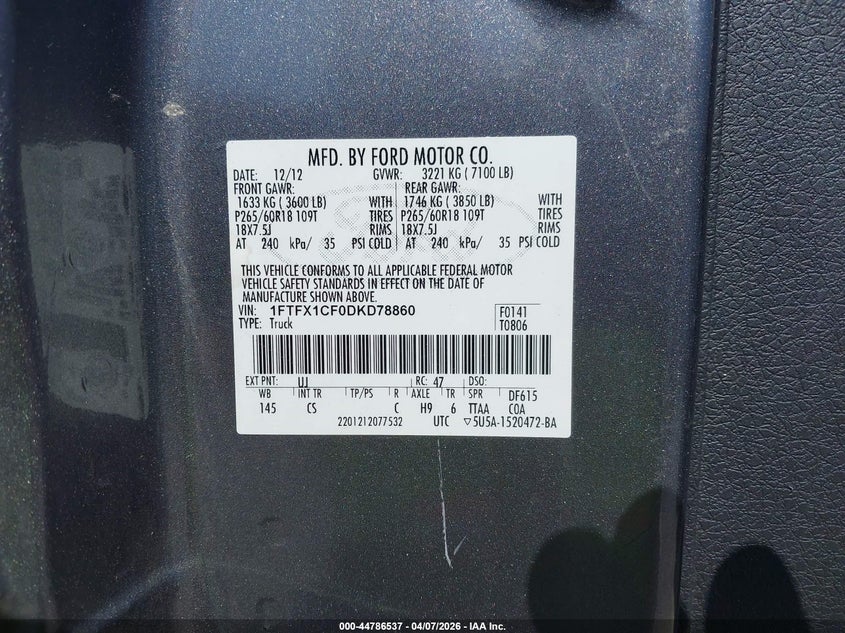 MFD. BY FORD MOTOR CO.
DATE: 12/12 GVWR: 3221 KG ( 7100 LB)
FRONT GAWR: REAR GAWR:
1633 KG ( 3600 LB) WITH 1746 KG ( 3850 LB) WITH
P265/60R18 109T TIRES P265/60R18 109T TIRES
18X7.5J RIMS 18X7.5J RIMS
AT 240 kPa/ 35 PSI COLD AT 240 kPa/ 35 PSI COLD
THIS VEHICLE CONFORMS TO ALL APPLICABLE FEDERAL MOTOR
VEHICLE SAFETY STANDARDS IN EFFECT ON THE DATE OF
MANUFACTURE SHOWN ABOVE.
VIN: 1FTFX1CF0DKD78860 F0141
TYPE: Truck T0806
EXT PNT: UJ RC: 47 DSO:
WB INT TR TP/PS R AXLE TR SPR DF615
145 CS C H9 6 TTAA COA
2201212077532 UTC ▽5U5A-1520472-BA
000-44786537 - 04/07/2026 - IAA Inc.